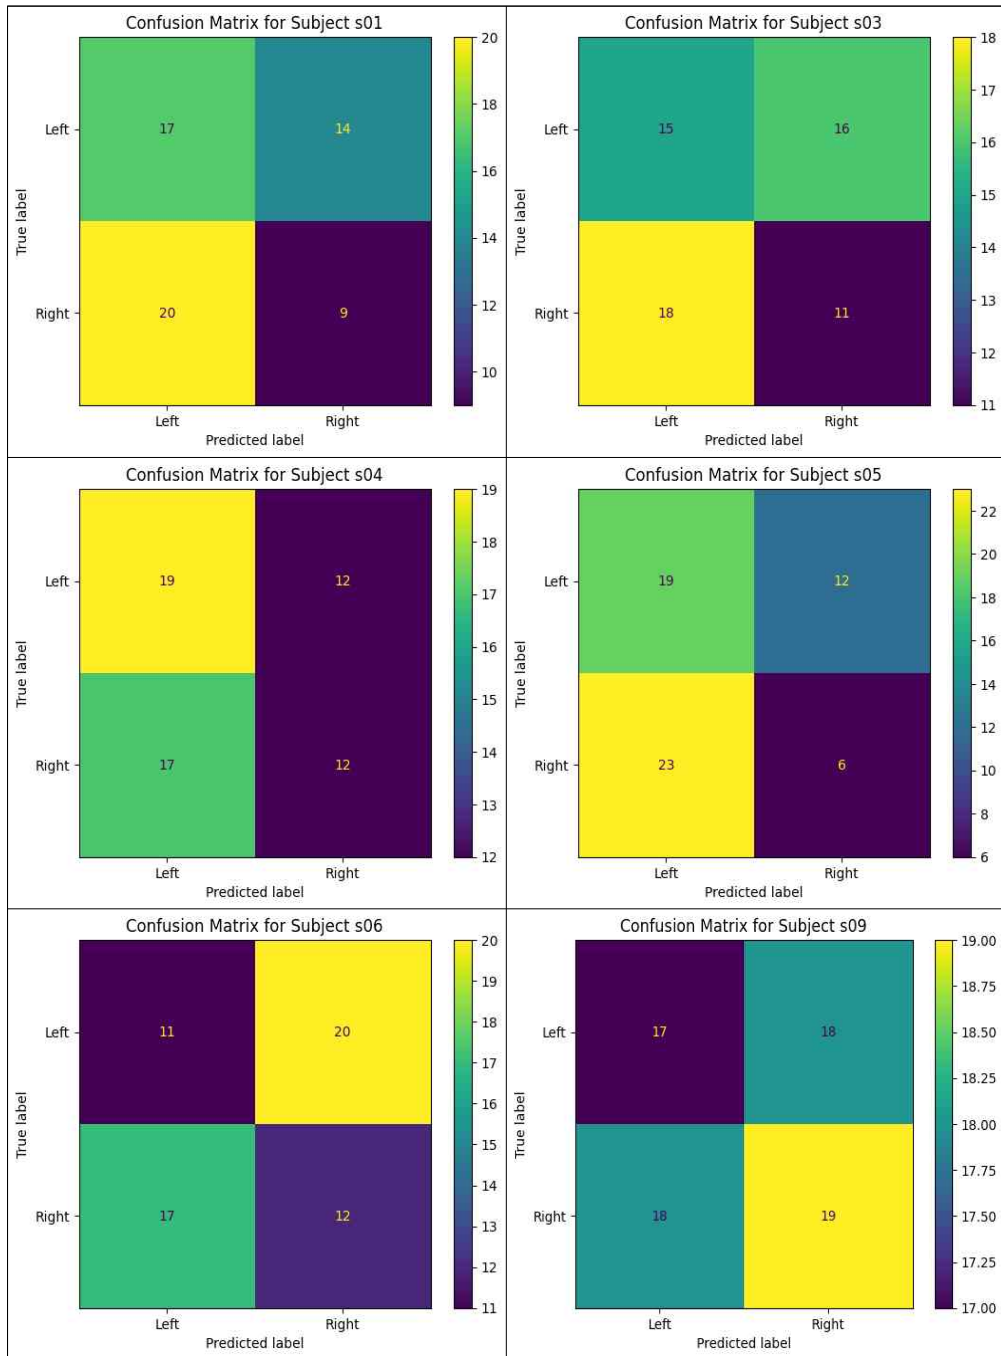 Confusion Matrix for Subject s01
20
18
16
14
12
10
Left
17
14
True label
Right
20
9
Left
Right
Predicted label
Confusion Matrix for Subject s03
18
17
16
15
14
13
12
11
Left
15
16
True label
Right
18
11
Left
Right
Predicted label
Confusion Matrix for Subject s04
19
18
17
16
15
14
13
12
Left
19
12
True label
Right
17
12
Left
Right
Predicted label
Confusion Matrix for Subject s05
22
20
18
16
14
12
10
8
6
Left
19
12
True label
Right
23
6
Left
Right
Predicted label
Confusion Matrix for Subject s06
20
19
18
17
16
15
14
13
12
11
Left
11
20
True label
Right
17
12
Left
Right
Predicted label
Confusion Matrix for Subject s09
19.00
18.75
18.50
18.25
18.00
17.75
17.50
17.25
17.00
Left
17
18
True label
Right
18
19
Left
Right
Predicted label